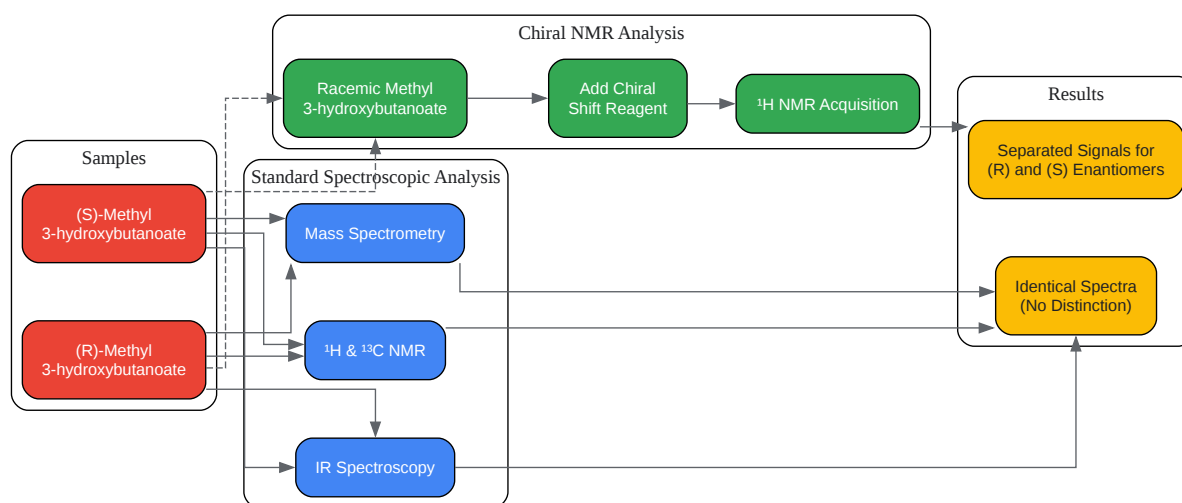 Chiral NMR Analysis
Racemic Methyl
3-hydroxybutanoate
Add Chiral
Shift Reagent
¹H NMR Acquisition
Results
Separated Signals for
(R) and (S) Enantiomers
Identical Spectra
(No Distinction)
Samples
(S)-Methyl
3-hydroxybutanoate
(R)-Methyl
3-hydroxybutanoate
Standard Spectroscopic Analysis
Mass Spectrometry
¹H & ¹³C NMR
IR Spectroscopy